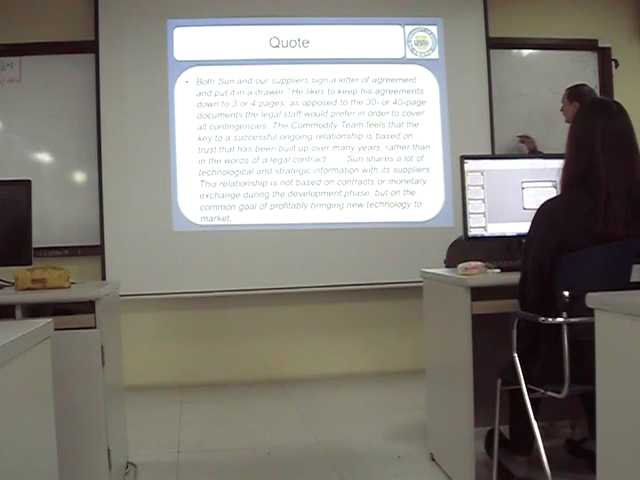 Quote
• Both Sun and our suppliers sign a letter of agreement
and put it in a drawer." He likes to keep his agreements
down to 3 or 4 pages, as opposed to the 30- or 40-page
documents the legal staff would prefer in order to cover
all contingencies. The Commodity Team feels that the
key to a successful ongoing relationship is based on
trust that has been built up over many years, rather than
in the words of a legal contract. Sun shares a lot of
technological and strategic information with its suppliers.
This relationship is not based on contracts or monetary
exchange during the development phase, but on the
common goal of profitably bringing new technology to
market.